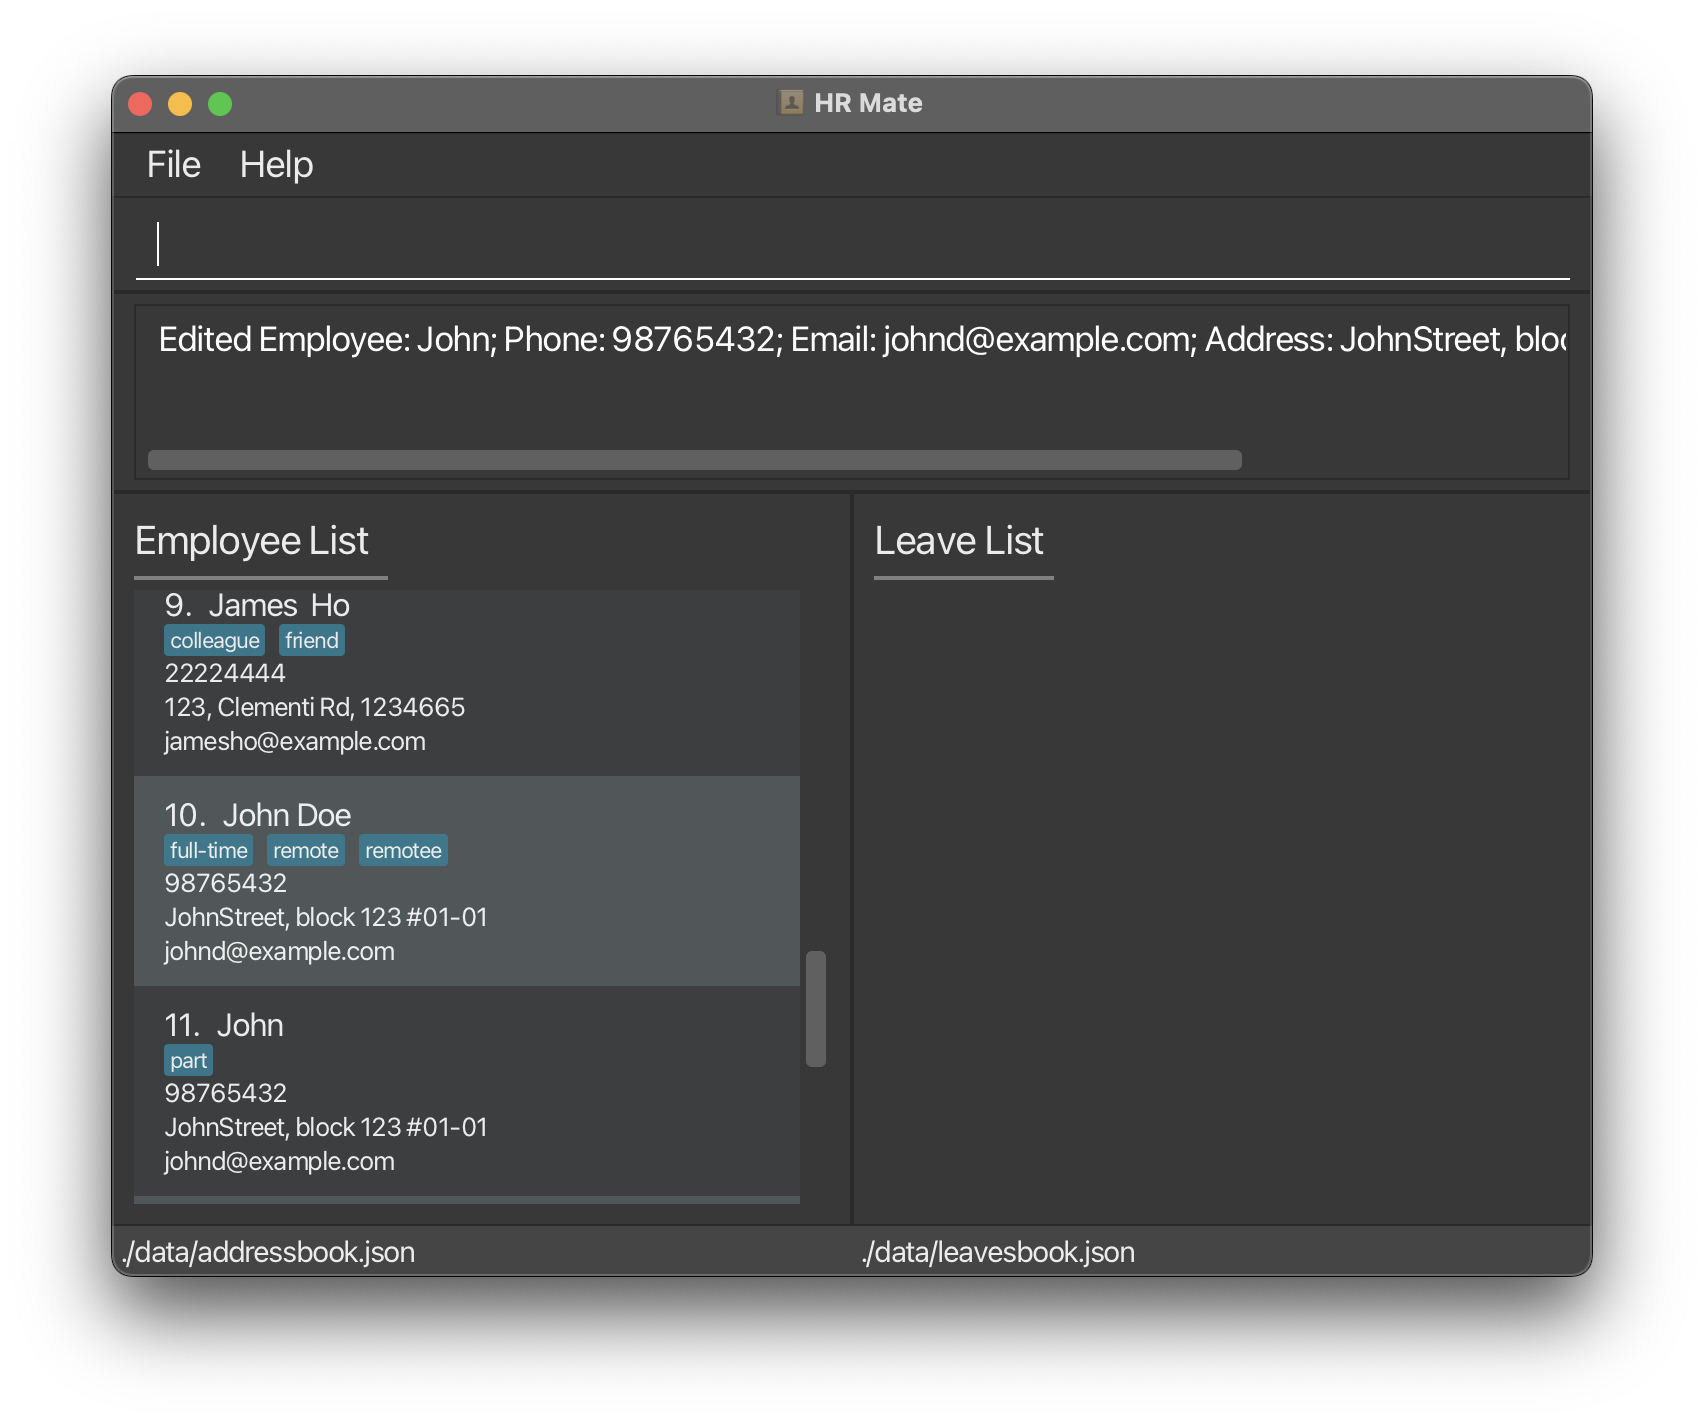 HR Mate
File Help
Edited Employee: John; Phone: 98765432; Email: johnd@example.com; Address: JohnStreet, bloc
Employee List
9. James Ho
colleague friend
22224444
123, Clementi Rd, 1234665
jamesho@example.com
10. John Doe
full-time remote remotee
98765432
JohnStreet, block 123 #01-01
johnd@example.com
11. John
part
98765432
JohnStreet, block 123 #01-01
johnd@example.com
Leave List
./data/addressbook.json
./data/leavesbook.json